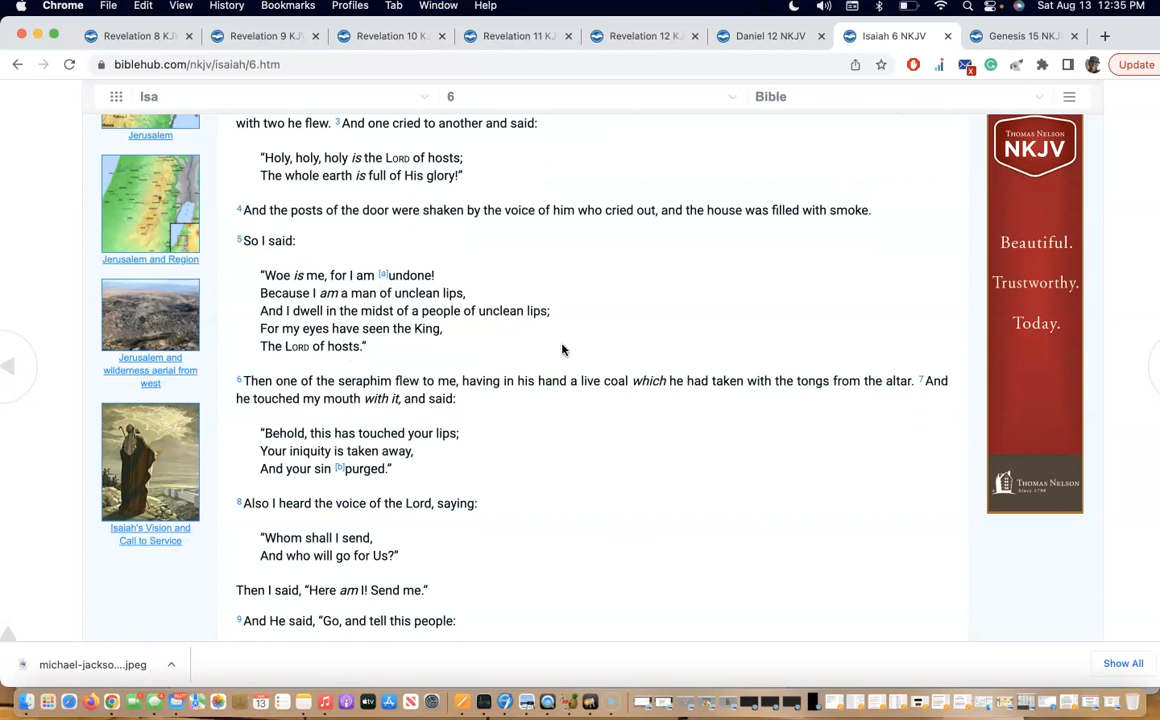 Chrome File Edit View History Bookmarks Profiles Tab Window Help Sat Aug 13 12:35 PM
Revelation 8 KJV Revelation 9 KJV Revelation 10 K Revelation 11 KJ Revelation 12 KJ Daniel 12 NKJV Isaiah 6 NKJV Genesis 15 NKJV
biblehub.com/nkjv/isaiah/6.htm Update
Isa 6 Bible
Jerusalem
Jerusalem and Region
Jerusalem and
wilderness aerial from
west
Isaiah's Vision and
Call to Service
with two he flew. 3 And one cried to another and said:
“Holy, holy, holy is the LORD of hosts;
The whole earth is full of His glory!”
4 And the posts of the door were shaken by the voice of him who cried out, and the house was filled with smoke.
5 So I said:
“Woe is me, for I am [a]undone!
Because I am a man of unclean lips,
And I dwell in the midst of a people of unclean lips;
For my eyes have seen the King,
The LORD of hosts.”
6 Then one of the seraphim flew to me, having in his hand a live coal which he had taken with the tongs from the altar. 7 And
he touched my mouth with it, and said:
“Behold, this has touched your lips;
Your iniquity is taken away,
And your sin [b]purged.”
8 Also I heard the voice of the Lord, saying:
“Whom shall I send,
And who will go for Us?”
Then I said, “Here am I! Send me.”
9 And He said, “Go, and tell this people:
THOMAS NELSON
NKJV
Beautiful.
Trustworthy.
Today.
THOMAS NELSON
Since 1798
michael-jackso....jpeg Show All